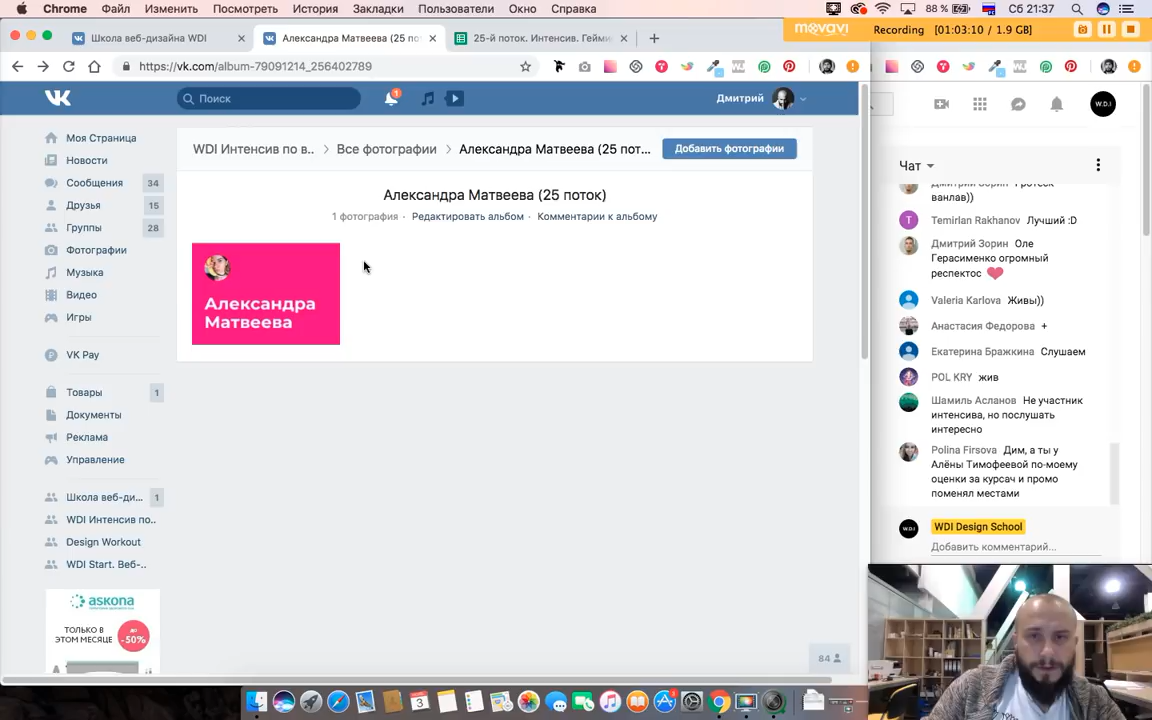 Chrome Файл Изменить Посмотреть История Закладки Пользователи Окно Справка
88 % Сб 21:37
movavi Recording [01:03:10 / 1.9 GB]
Школа веб-дизайна WDI
Александра Матвеева (25 по
25-й поток. Интенсив. Гейми
https://vk.com/album-79091214_256402789
Поиск
1
Дмитрий
W.D.I
Моя Страница
Новости
Сообщения 34
Друзья 15
Группы 28
Фотографии
Музыка
Видео
Игры
VK Pay
Товары 1
Документы
Реклама
Управление
Школа веб-ди... 1
WDI Интенсив по..
Design Workout
WDI Start. Веб-..
askona
ТОЛЬКО В
ЭТОМ МЕСЯЦЕ
ДО
-50%
WDI Интенсив по в.. Все фотографии Александра Матвеева (25 пот...
Добавить фотографии
Александра Матвеева (25 поток)
1 фотография · Редактировать альбом · Комментарии к альбому
Александра
Матвеева
84
Чат
Дмитрий Зорин Гротеск
ванлав))
Temirlan Rakhanov Лучший :D
Дмитрий Зорин Оле
Герасименко огромный
респектос
Valeria Karlova Живы))
Анастасия Федорова +
Екатерина Бражкина Слушаем
POL KRY жив
Шамиль Асланов Не участник
интенсива, но послушать
интересно
Polina Firsova Дим, а ты у
Алёны Тимофеевой по-моему
оценки за курсач и промо
поменял местами
WDI Design School
Добавить комментарий...
3